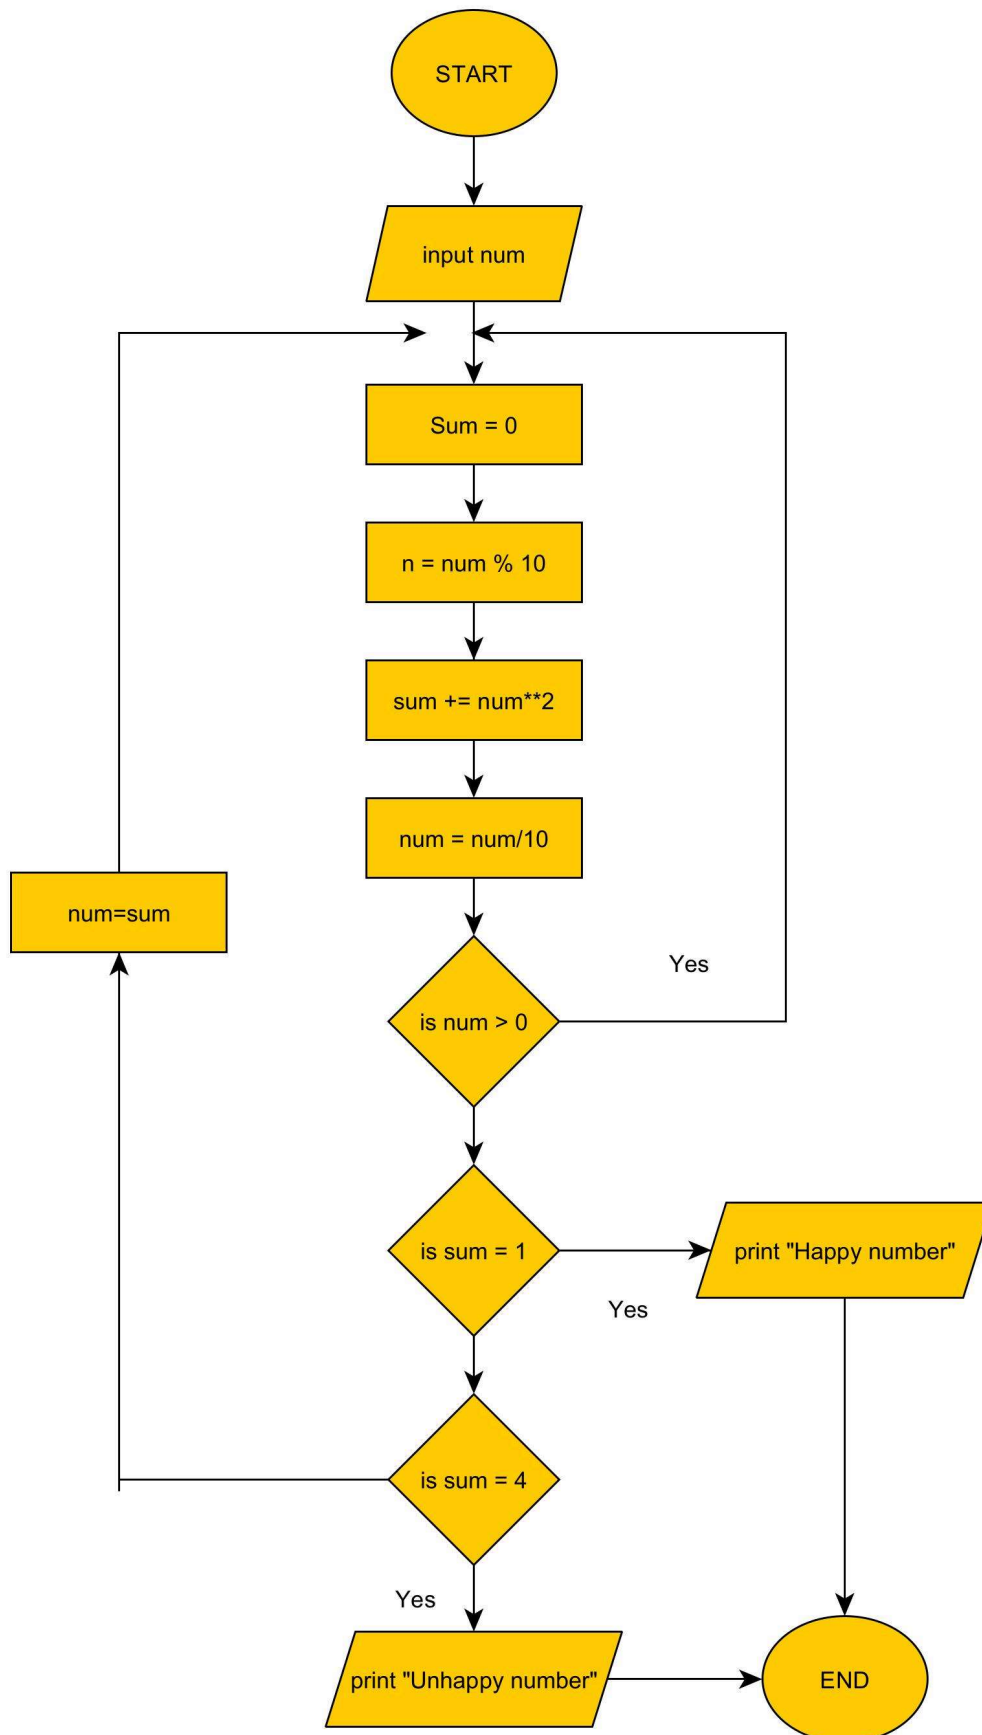 START
input num
Sum = 0
n = num % 10
sum += num**2
num = num/10
num=sum
is num > 0
Yes
is sum = 1
Yes
print "Happy number"
is sum = 4
Yes
print "Unhappy number"
END